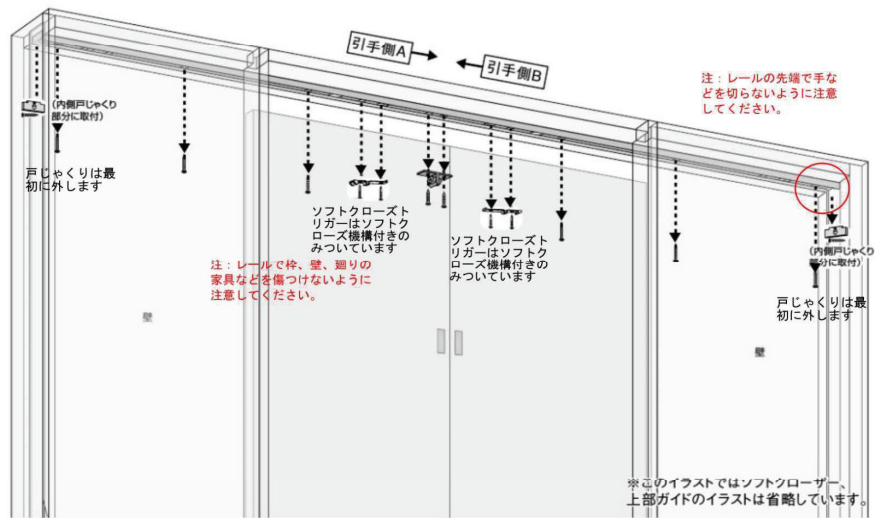 引手側A
引手側B
注：レールの先端で手な
どを切らないように注意
してください。
(内側戸じゃくり
部分に取付)
戸じゃくりは最
初に外します
ソフトクローズト
リガーはソフトク
ローズ機構付きの
みついています
ソフトクローズト
リガーはソフトク
ローズ機構付きの
みついています
注：レールで枠、壁、廻りの
家具などを傷つけないように
注意してください。
(内側戸じゃくり
部分に取付)
戸じゃくりは最
初に外します
壁
壁
※このイラストではソフトクローザー、
上部ガイドのイラストは省略しています。